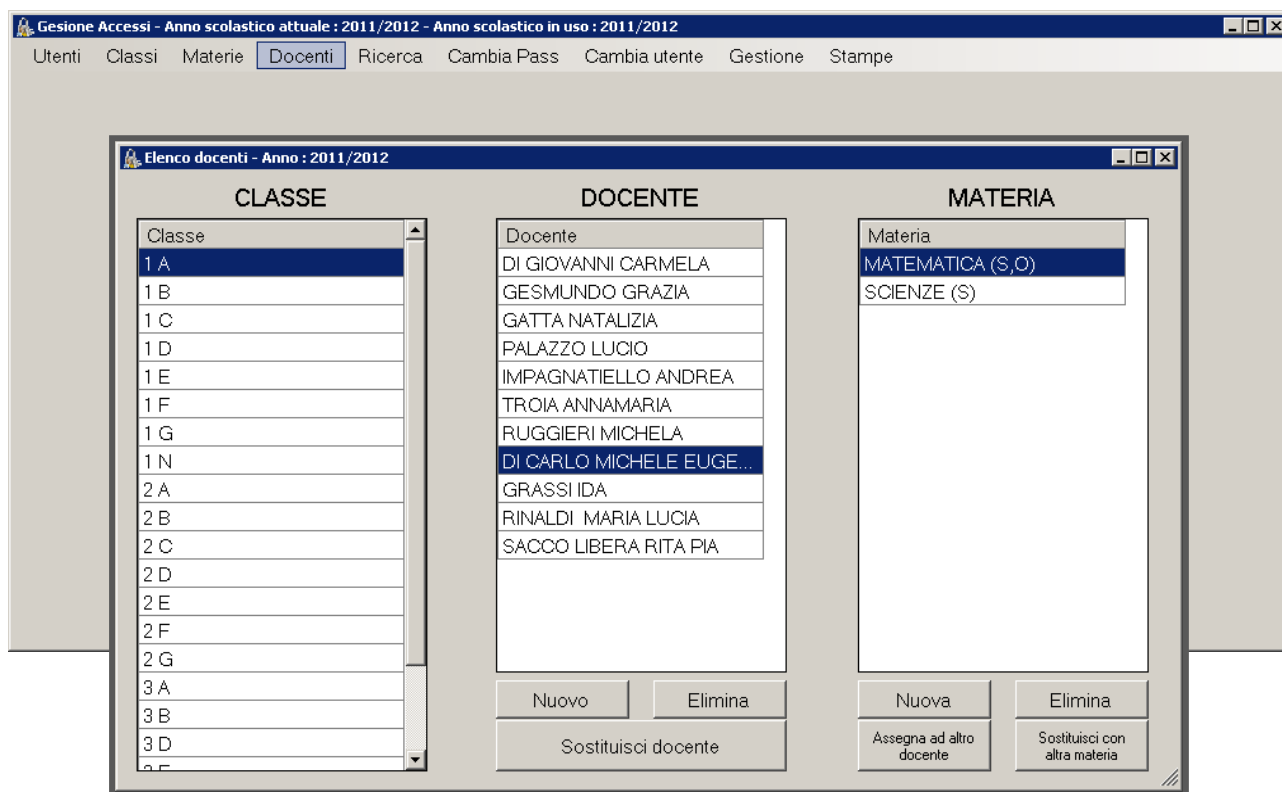 Gesione Accessi - Anno scolastico attuale : 2011/2012 - Anno scolastico in uso : 2011/2012
Utenti Classi Materie Docenti Ricerca Cambia Pass Cambia utente Gestione Stampe
Elenco docenti - Anno : 2011/2012
CLASSE
Classe
1 A
1 B
1 C
1 D
1 E
1 F
1 G
1 N
2 A
2 B
2 C
2 D
2 E
2 F
2 G
3 A
3 B
3 D
DOCENTE
Docente
DI GIOVANNI CARMELA
GESMUNDO GRAZIA
GATTA NATALIZIA
PALAZZO LUCIO
IMPAGNATIELLO ANDREA
TROIA ANNAMARIA
RUGGIERI MICHELA
DI CARLO MICHELE EUGE...
GRASSI IDA
RINALDI  MARIA LUCIA
SACCO LIBERA RITA PIA
Nuovo Elimina
Sostituisci docente
MATERIA
Materia
MATEMATICA (S,O)
SCIENZE (S)
Nuova Elimina
Assegna ad altro
docente
Sostituisci con
altra materia